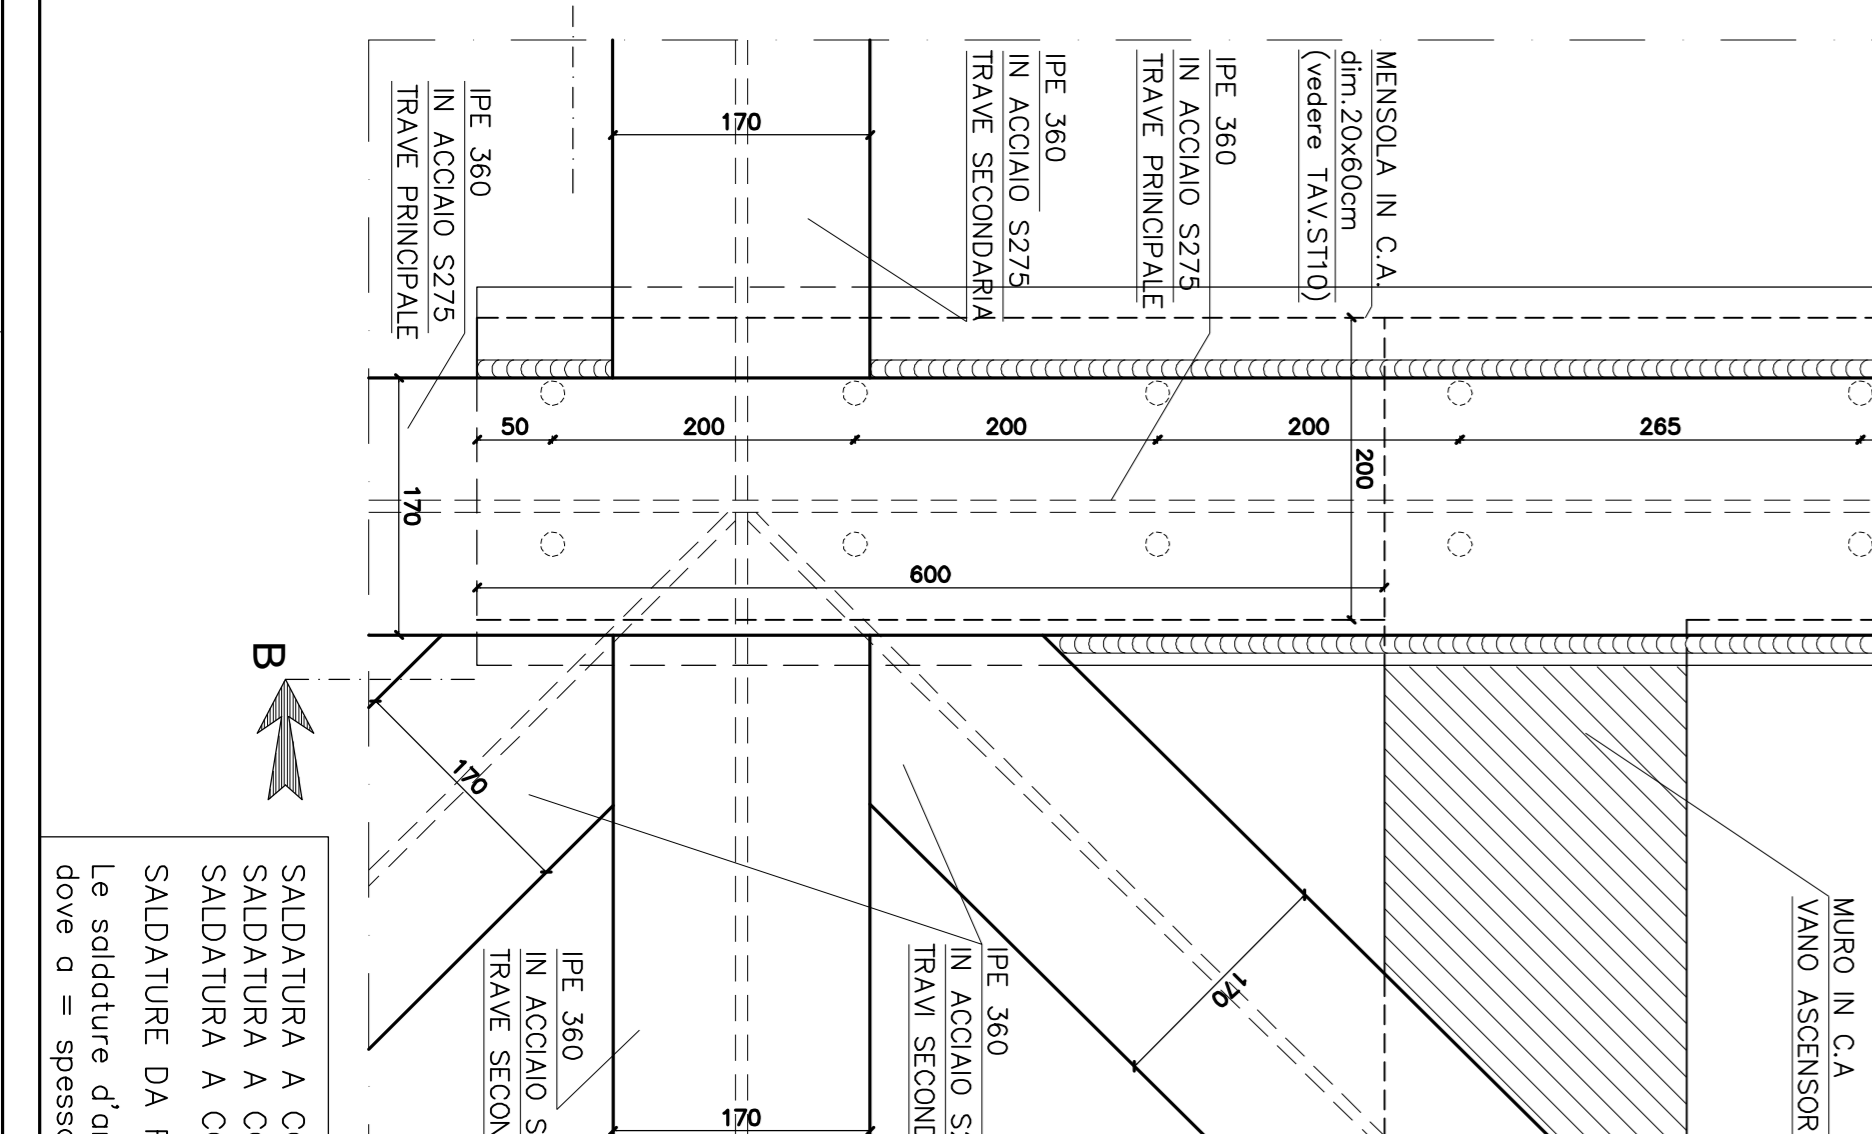 MENSOLA IN C.A.
dim.20x60cm
(vedere TAV.ST10)
IPE 360
IN ACCIAIO S275
TRAVE PRINCIPALE
IPE 360
IN ACCIAIO S275
TRAVE SECONDARIA
IPE 360
IN ACCIAIO S275
TRAVE PRINCIPALE
170
50
200
200
200
265
200
170
600
B
170
170
170
MURO IN C.A
VANO ASCENSOR
IPE 360
IN ACCIAIO S
TRAVI SECOND
IPE 360
IN ACCIAIO S
TRAVE SECON
SALDATURA A C
SALDATURA A C
SALDATURA A C
SALDATURE DA
Le saldature d'a
dove a = spess